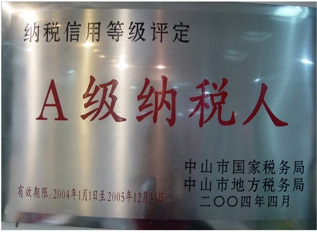 纳税信用等级评定
A级纳税人
有效期限:2004年1月1日至2005年12月31日
中山市国家税务局
中山市地方税务局
二〇〇四年四月